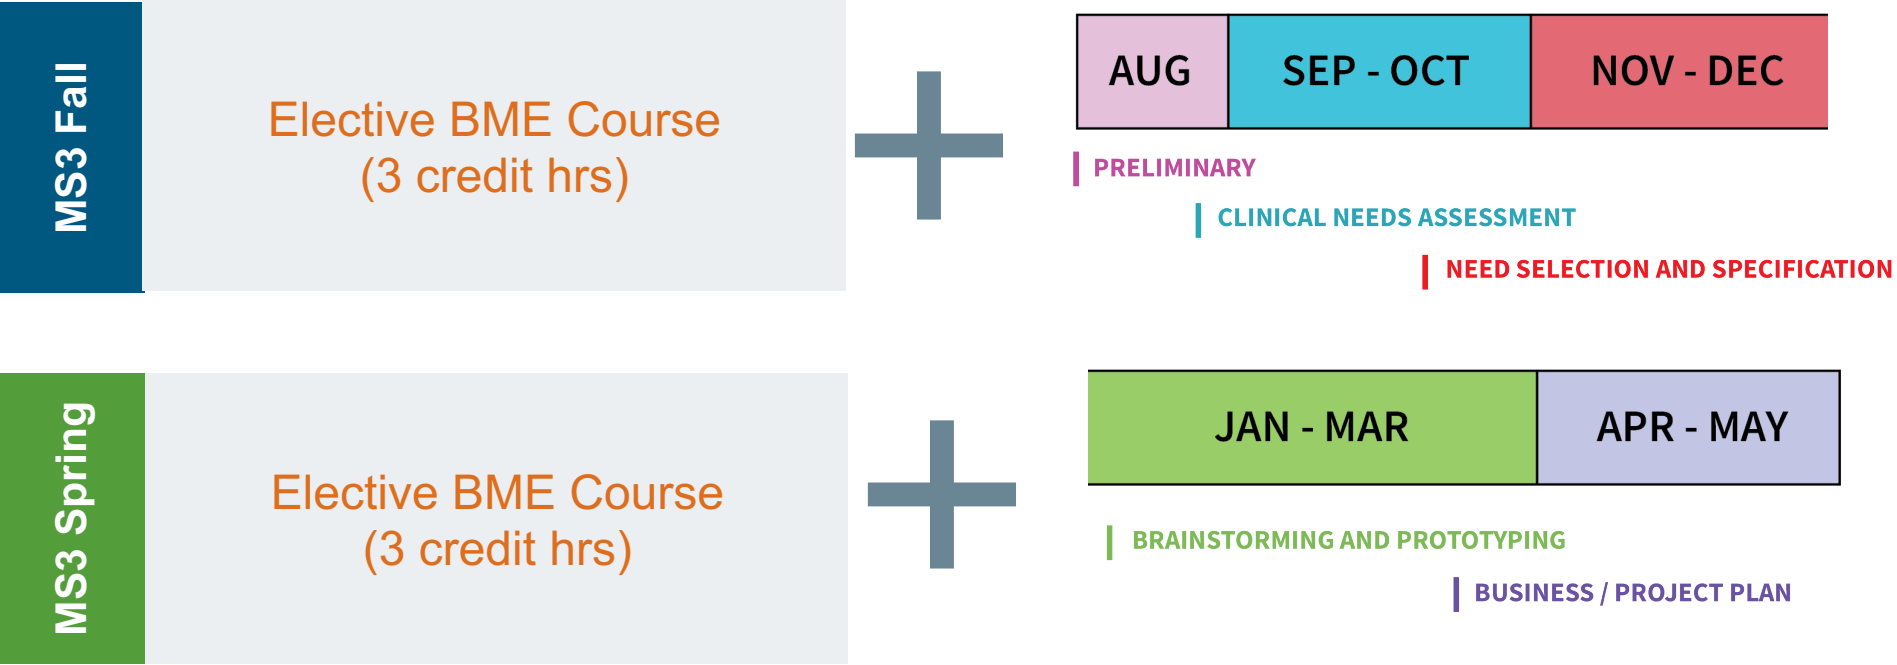 MS3 Fall
Elective BME Course
(3 credit hrs)
AUG
SEP - OCT
NOV - DEC
PRELIMINARY
CLINICAL NEEDS ASSESSMENT
NEED SELECTION AND SPECIFICATION
MS3 Spring
Elective BME Course
(3 credit hrs)
JAN - MAR
APR - MAY
BRAINSTORMING AND PROTOTYPING
BUSINESS / PROJECT PLAN